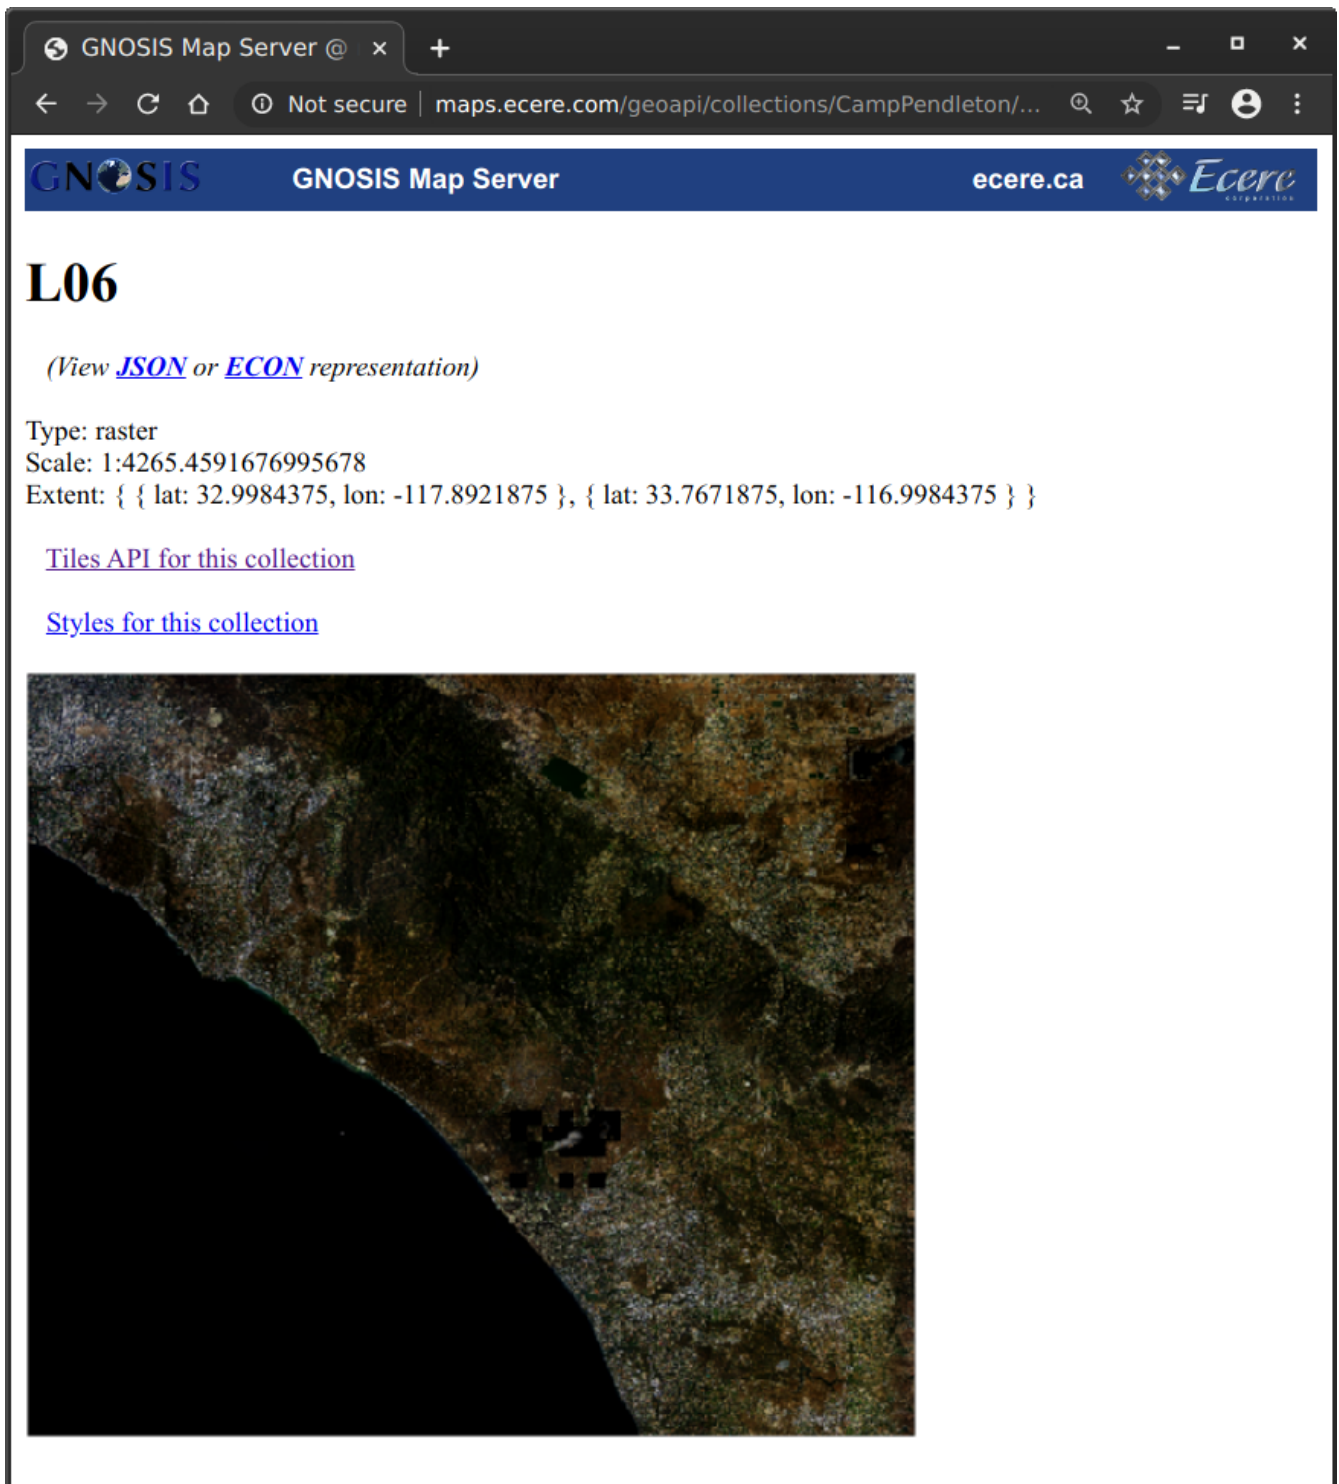 GNOSIS Map Server @
Not secure | maps.ecere.com/geoapi/collections/CampPendleton/...
GNOSIS GNOSIS Map Server ecere.ca Ecere
corporation
L06
(View JSON or ECON representation)
Type: raster
Scale: 1:4265.4591676995678
Extent: { { lat: 32.9984375, lon: -117.8921875 }, { lat: 33.7671875, lon: -116.9984375 } }
Tiles API for this collection
Styles for this collection